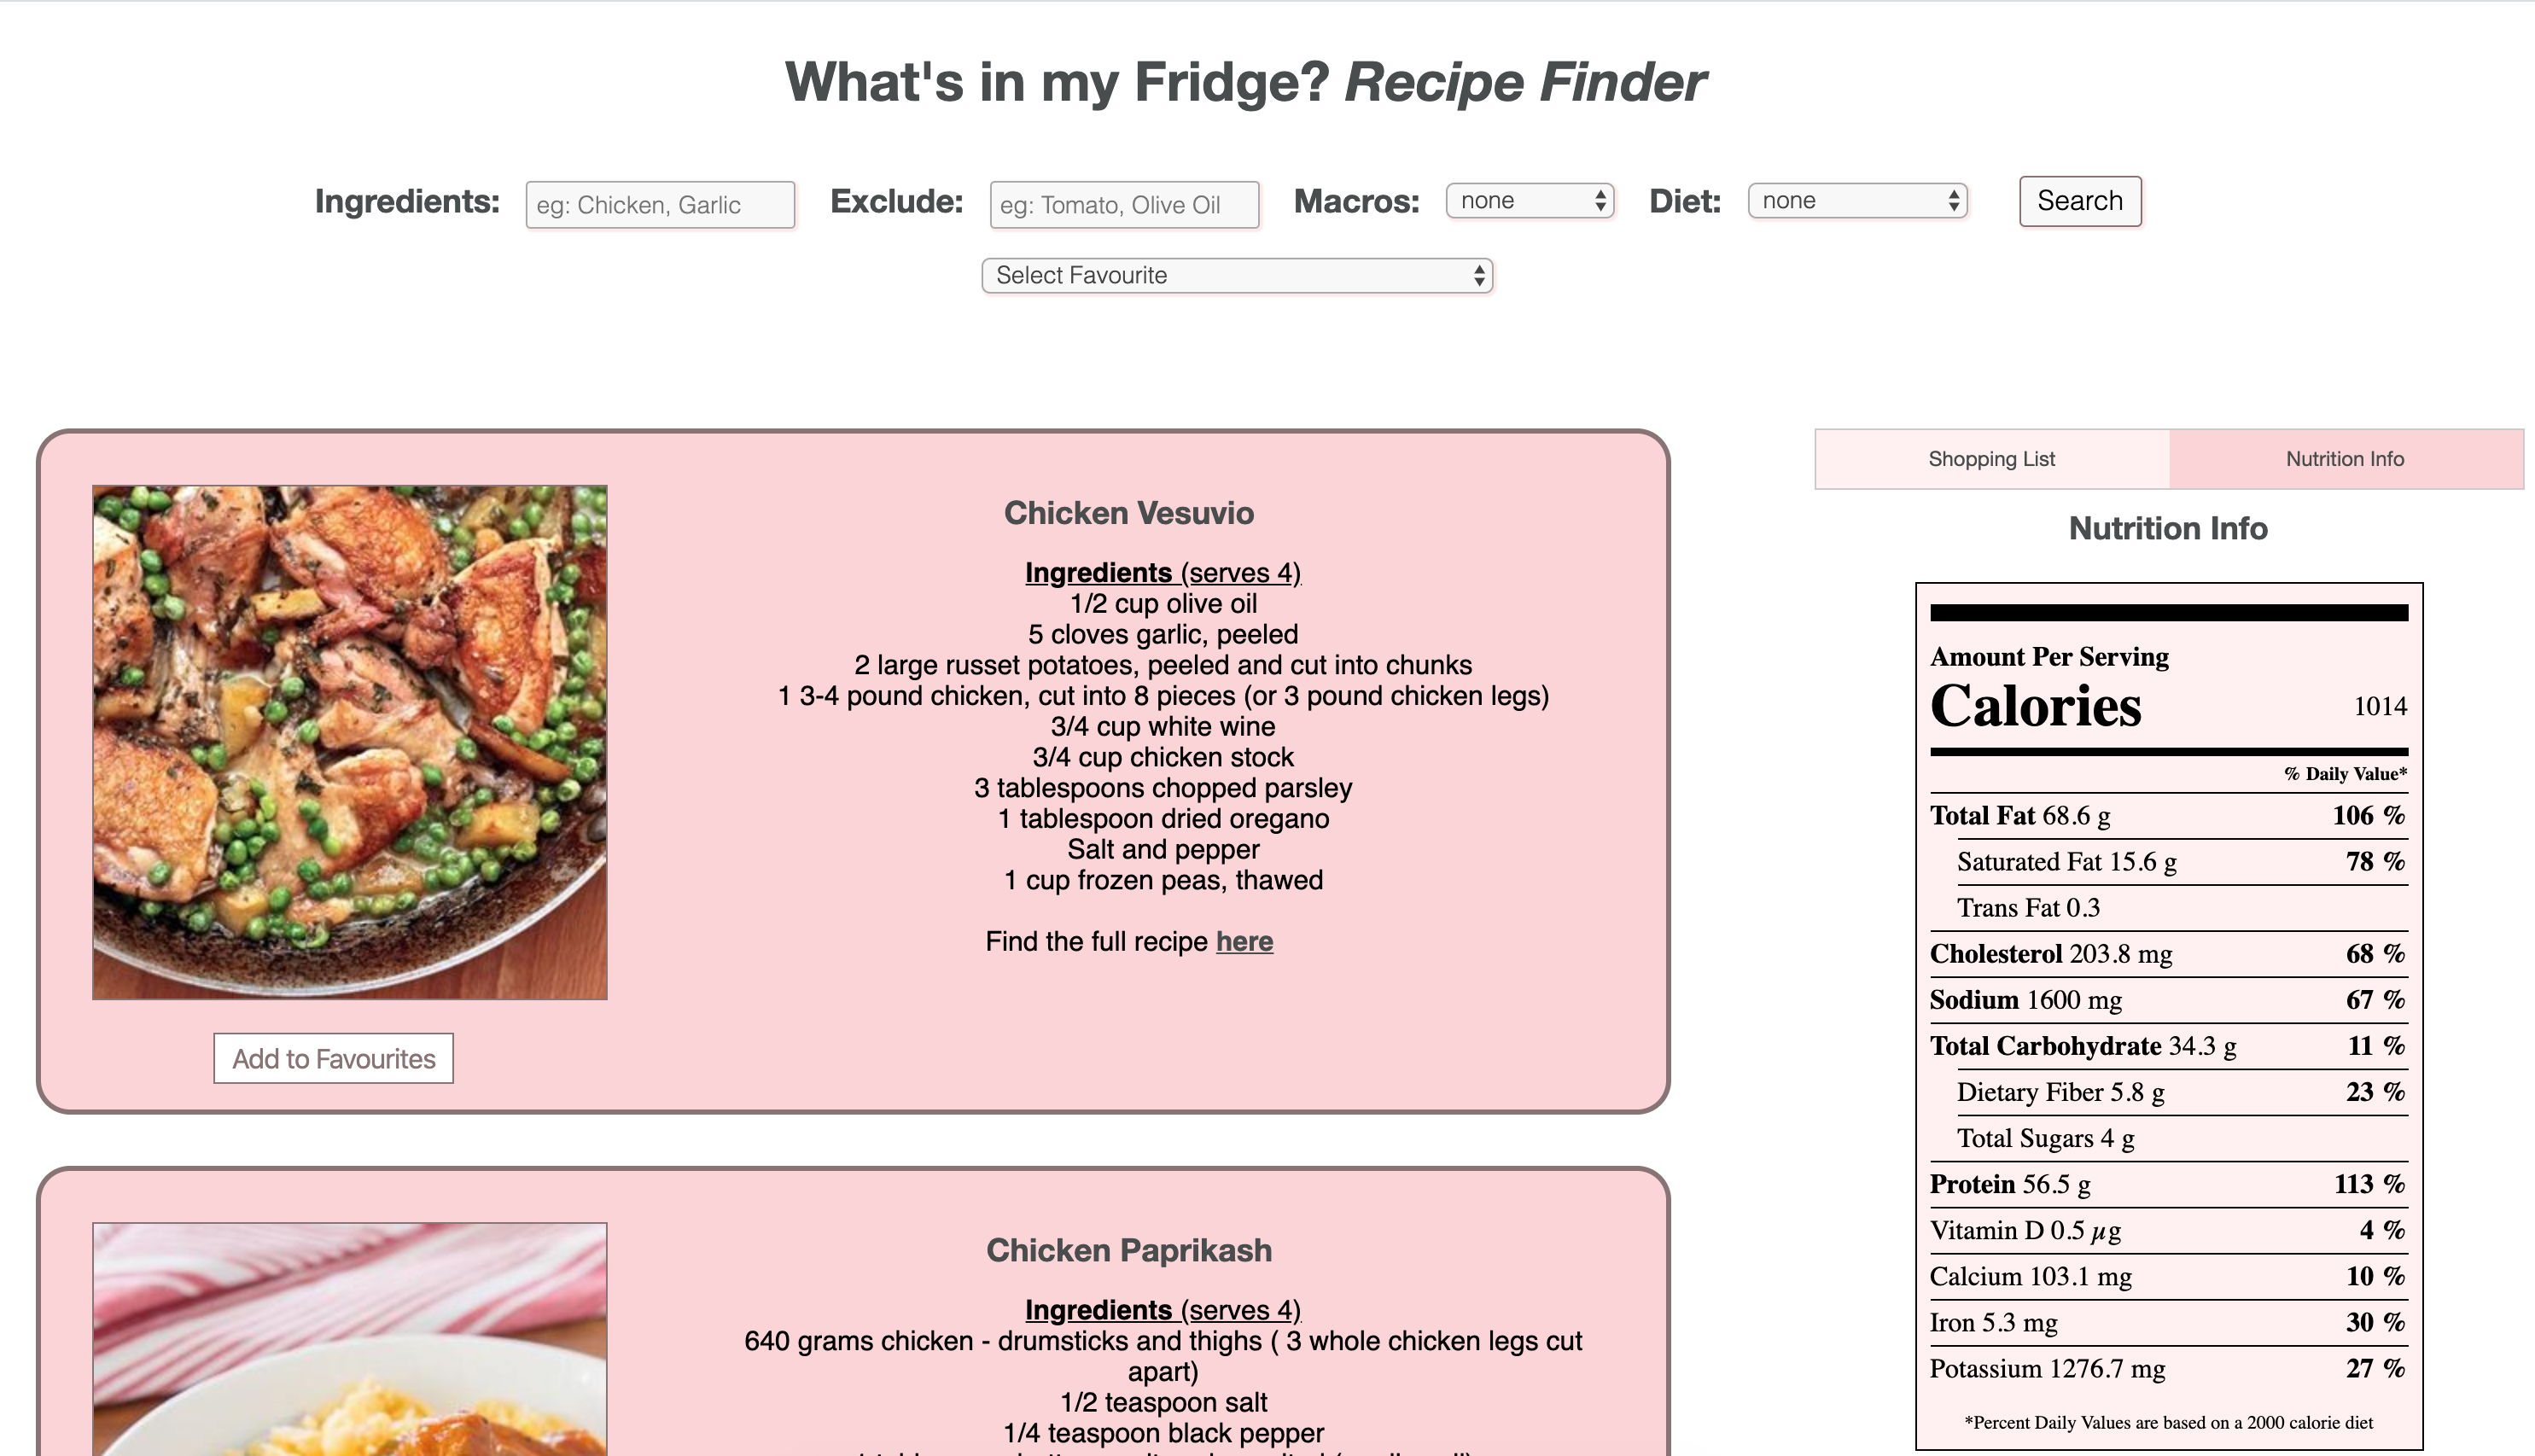 What's in my Fridge? Recipe Finder
Ingredients: eg: Chicken, Garlic Exclude: eg: Tomato, Olive Oil Macros: none Diet: none Search
Select Favourite
Chicken Vesuvio
Ingredients (serves 4)
1/2 cup olive oil
5 cloves garlic, peeled
2 large russet potatoes, peeled and cut into chunks
1 3-4 pound chicken, cut into 8 pieces (or 3 pound chicken legs)
3/4 cup white wine
3/4 cup chicken stock
3 tablespoons chopped parsley
1 tablespoon dried oregano
Salt and pepper
1 cup frozen peas, thawed
Find the full recipe here
Add to Favourites
Chicken Paprikash
Ingredients (serves 4)
640 grams chicken - drumsticks and thighs ( 3 whole chicken legs cut
apart)
1/2 teaspoon salt
1/4 teaspoon black pepper
Shopping List Nutrition Info
Nutrition Info
Amount Per Serving
Calories 1014
% Daily Value*
Total Fat 68.6 g 106 %
Saturated Fat 15.6 g 78 %
Trans Fat 0.3
Cholesterol 203.8 mg 68 %
Sodium 1600 mg 67 %
Total Carbohydrate 34.3 g 11 %
Dietary Fiber 5.8 g 23 %
Total Sugars 4 g
Protein 56.5 g 113 %
Vitamin D 0.5 µg 4 %
Calcium 103.1 mg 10 %
Iron 5.3 mg 30 %
Potassium 1276.7 mg 27 %
*Percent Daily Values are based on a 2000 calorie diet